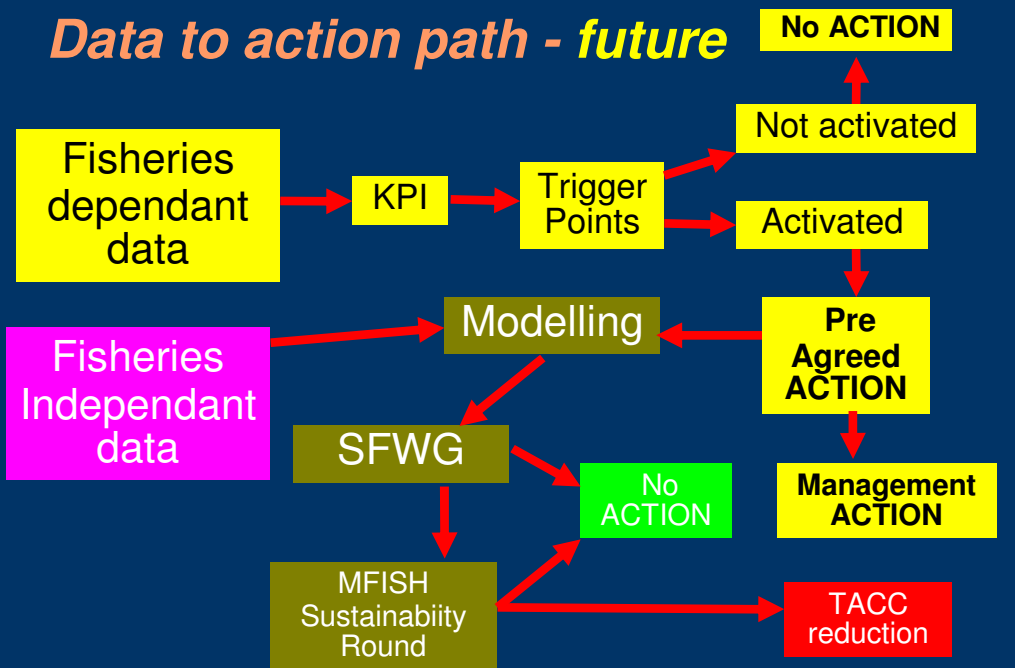 Data to action path - future
No ACTION
Not activated
Fisheries
dependant
data
KPI
Trigger
Points
Activated
Modelling
Pre
Agreed
ACTION
Fisheries
Independant
data
SFWG
No
ACTION
Management
ACTION
MFISH
Sustainabiity
Round
TACC
reduction